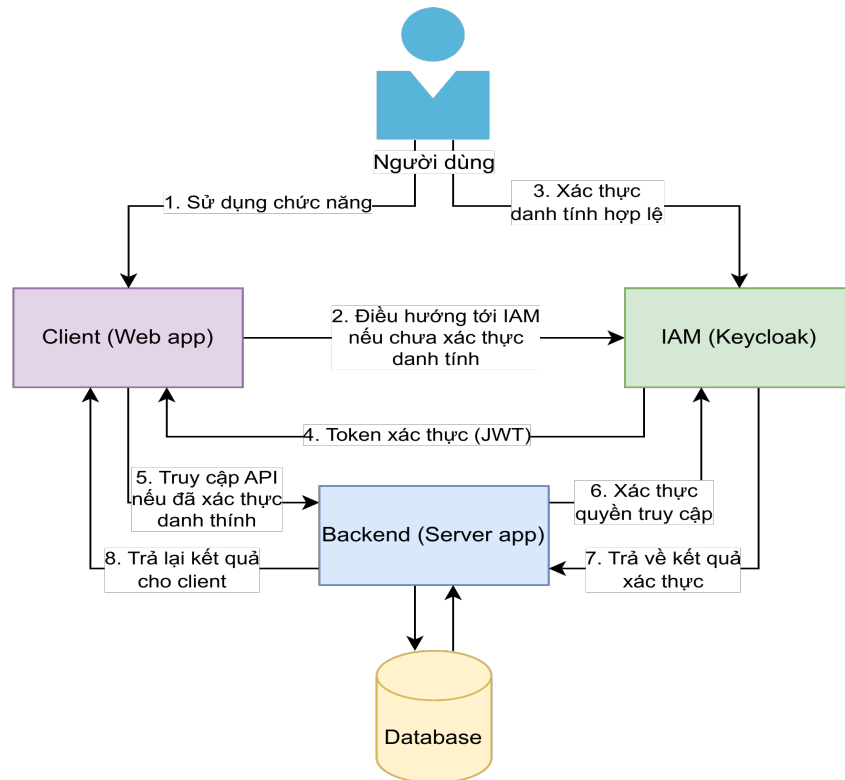 Người dùng
1. Sử dụng chức năng
3. Xác thực
danh tính hợp lệ
Client (Web app)
2. Điều hướng tới IAM
nếu chưa xác thực
danh tính
IAM (Keycloak)
4. Token xác thực (JWT)
5. Truy cập API
nếu đã xác thực
danh thính
Backend (Server app)
6. Xác thực
quyền truy cập
8. Trả lại kết quả
cho client
7. Trả về kết quả
xác thực
Database